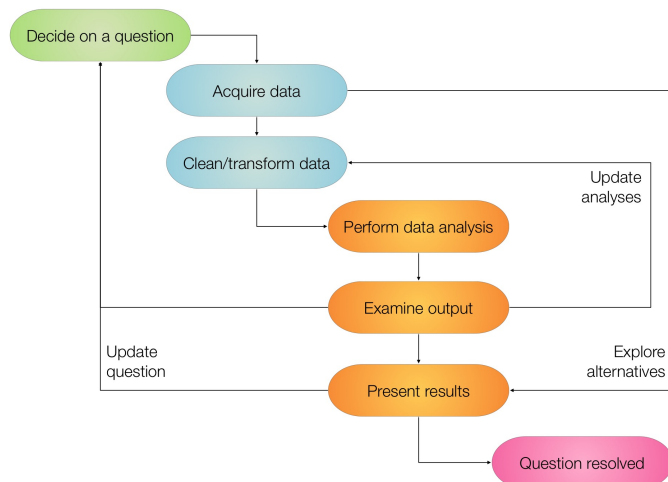 Decide on a question
Acquire data
Clean/transform data
Update
analyses
Perform data analysis
Examine output
Update
question
Explore
alternatives
Present results
Question resolved